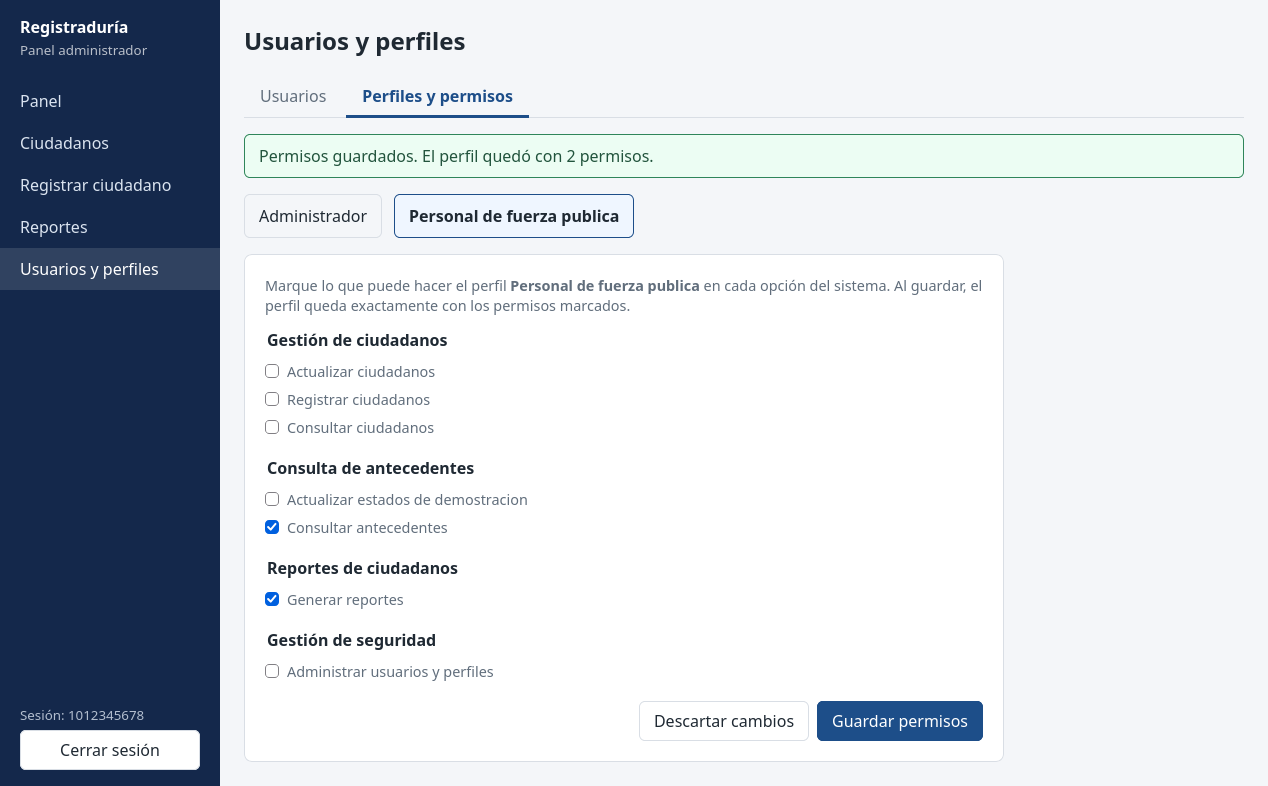 Registraduría
Panel administrador
Panel
Ciudadanos
Registrar ciudadano
Reportes
Usuarios y perfiles
Sesión: 1012345678
Cerrar sesión
Usuarios y perfiles
Usuarios
Perfiles y permisos
Permisos guardados. El perfil quedó con 2 permisos.
Administrador
Personal de fuerza publica
Marque lo que puede hacer el perfil Personal de fuerza publica en cada opción del sistema. Al guardar, el
perfil queda exactamente con los permisos marcados.
Gestión de ciudadanos
Actualizar ciudadanos
Registrar ciudadanos
Consultar ciudadanos
Consulta de antecedentes
Actualizar estados de demostracion
Consultar antecedentes
Reportes de ciudadanos
Generar reportes
Gestión de seguridad
Administrar usuarios y perfiles
Descartar cambios
Guardar permisos